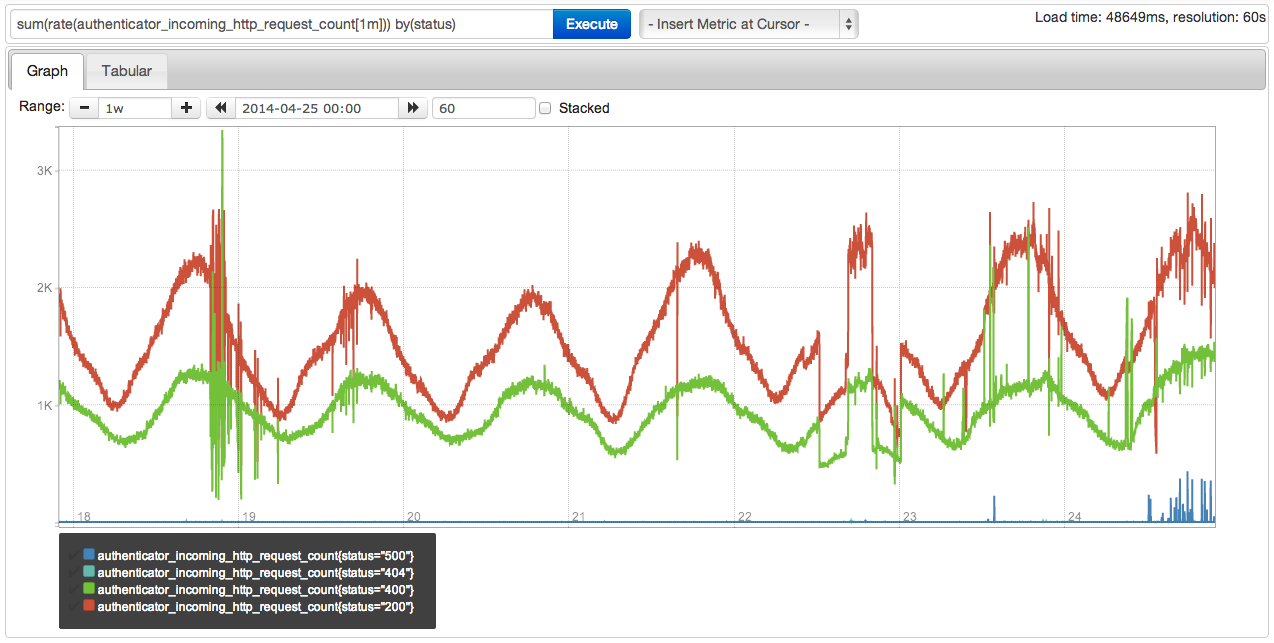 sum(rate(authenticator_incoming_http_request_count[1m])) by(status)
Execute
- Insert Metric at Cursor -
Load time: 48649ms, resolution: 60s
Graph
Tabular
Range:
1w
2014-04-25 00:00
60
Stacked
3K
2K
1K
18 19 20 21 22 23 24
authenticator_incoming_http_request_count{status="500"}
authenticator_incoming_http_request_count{status="404"}
authenticator_incoming_http_request_count{status="400"}
authenticator_incoming_http_request_count{status="200"}